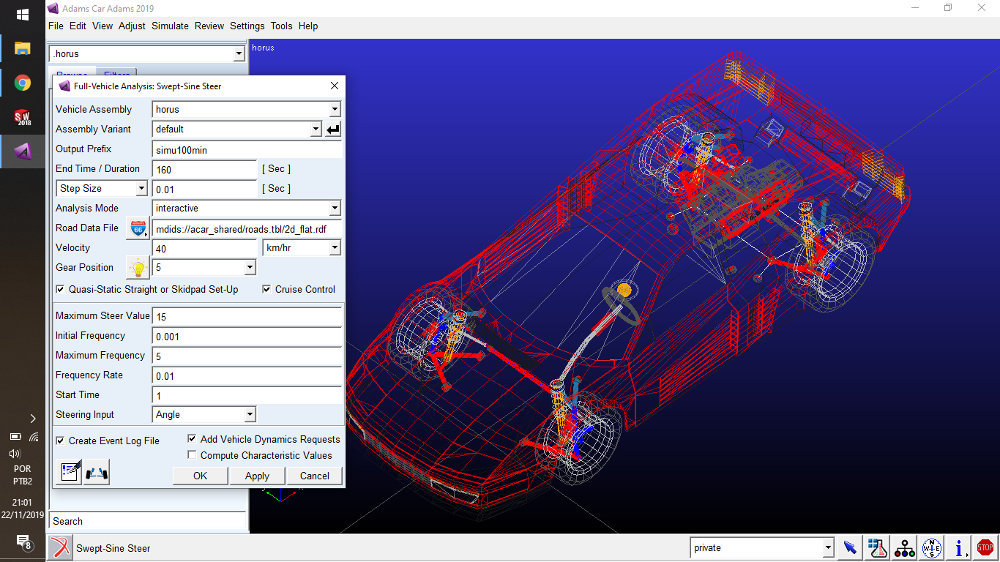 Adams Car Adams 2019
File Edit View Adjust Simulate Review Settings Tools Help
.horus
horus
Browse Filters
Full-Vehicle Analysis: Swept-Sine Steer
Vehicle Assembly horus
Assembly Variant default
Output Prefix simu100min
End Time / Duration 160 [ Sec ]
Step Size 0.01 [ Sec ]
Analysis Mode interactive
Road Data File 66 mdids://acar_shared/roads.tbl/2d_flat.rdf
Velocity 40 km/hr
Gear Position 5
Quasi-Static Straight or Skidpad Set-Up Cruise Control
Maximum Steer Value 15
Initial Frequency 0.001
Maximum Frequency 5
Frequency Rate 0.01
Start Time 1
Steering Input Angle
Create Event Log File Add Vehicle Dynamics Requests
Compute Characteristic Values
OK Apply Cancel
Search
Swept-Sine Steer
private
N
W E
S
i
STOP
SW
2018
POR
PTB2
21:01
22/11/2019
8